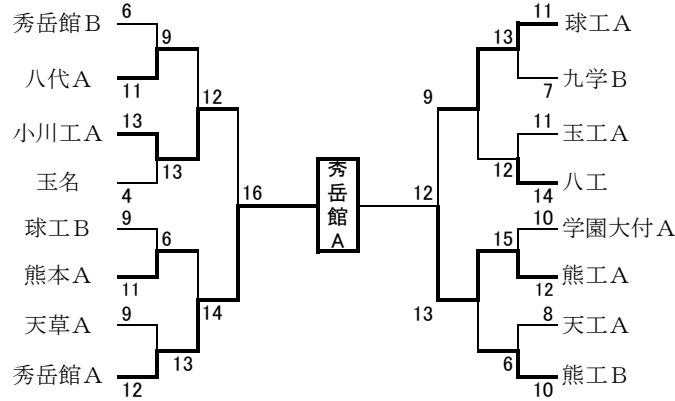 秀岳館B 6
9
八代A 11
12
小川工A 13
13
玉名 4
16
球工B 9
6
熊本A 11
14
天草A 9
13
秀岳館A 12
秀岳館A
11 球工A
13
7 九学B
9
11 玉工A
12
14 八工
12
10 学園大付A
15
12 熊工A
13
8 天工A
6
10 熊工B